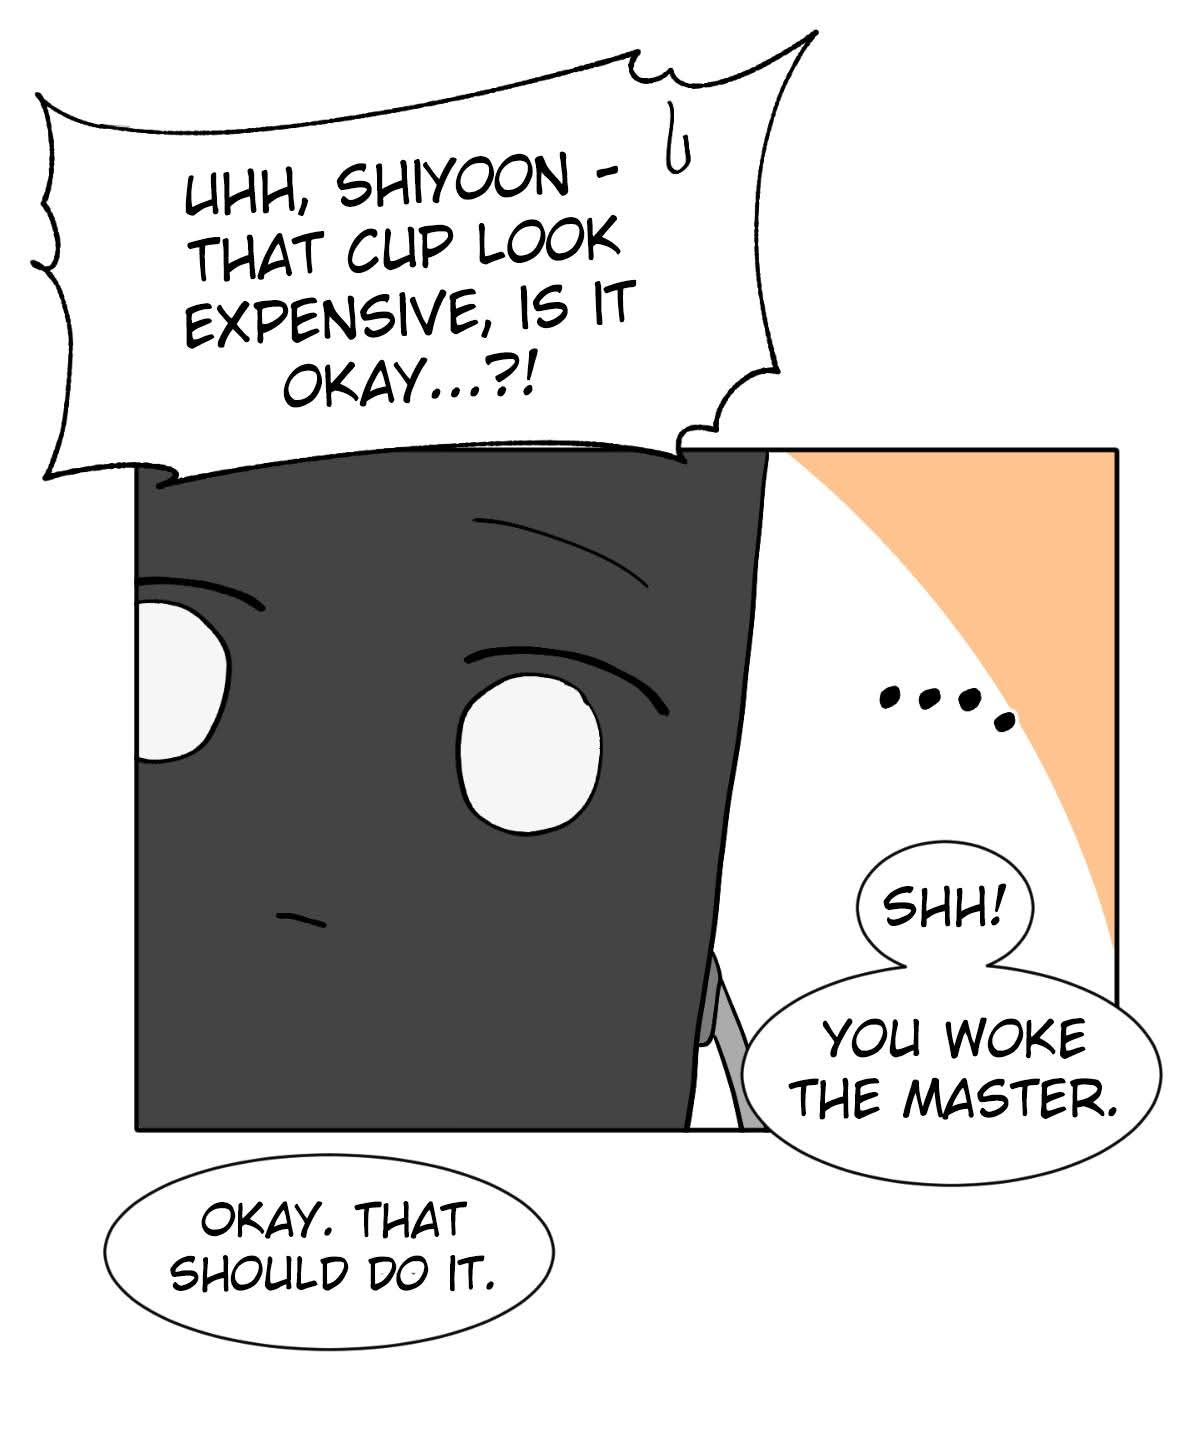 UHH, SHIYOON -
THAT CUP LOOK
EXPENSIVE, IS IT
OKAY...?!
....
SHH!
YOU WOKE
THE MASTER.
OKAY. THAT
SHOULD DO IT.